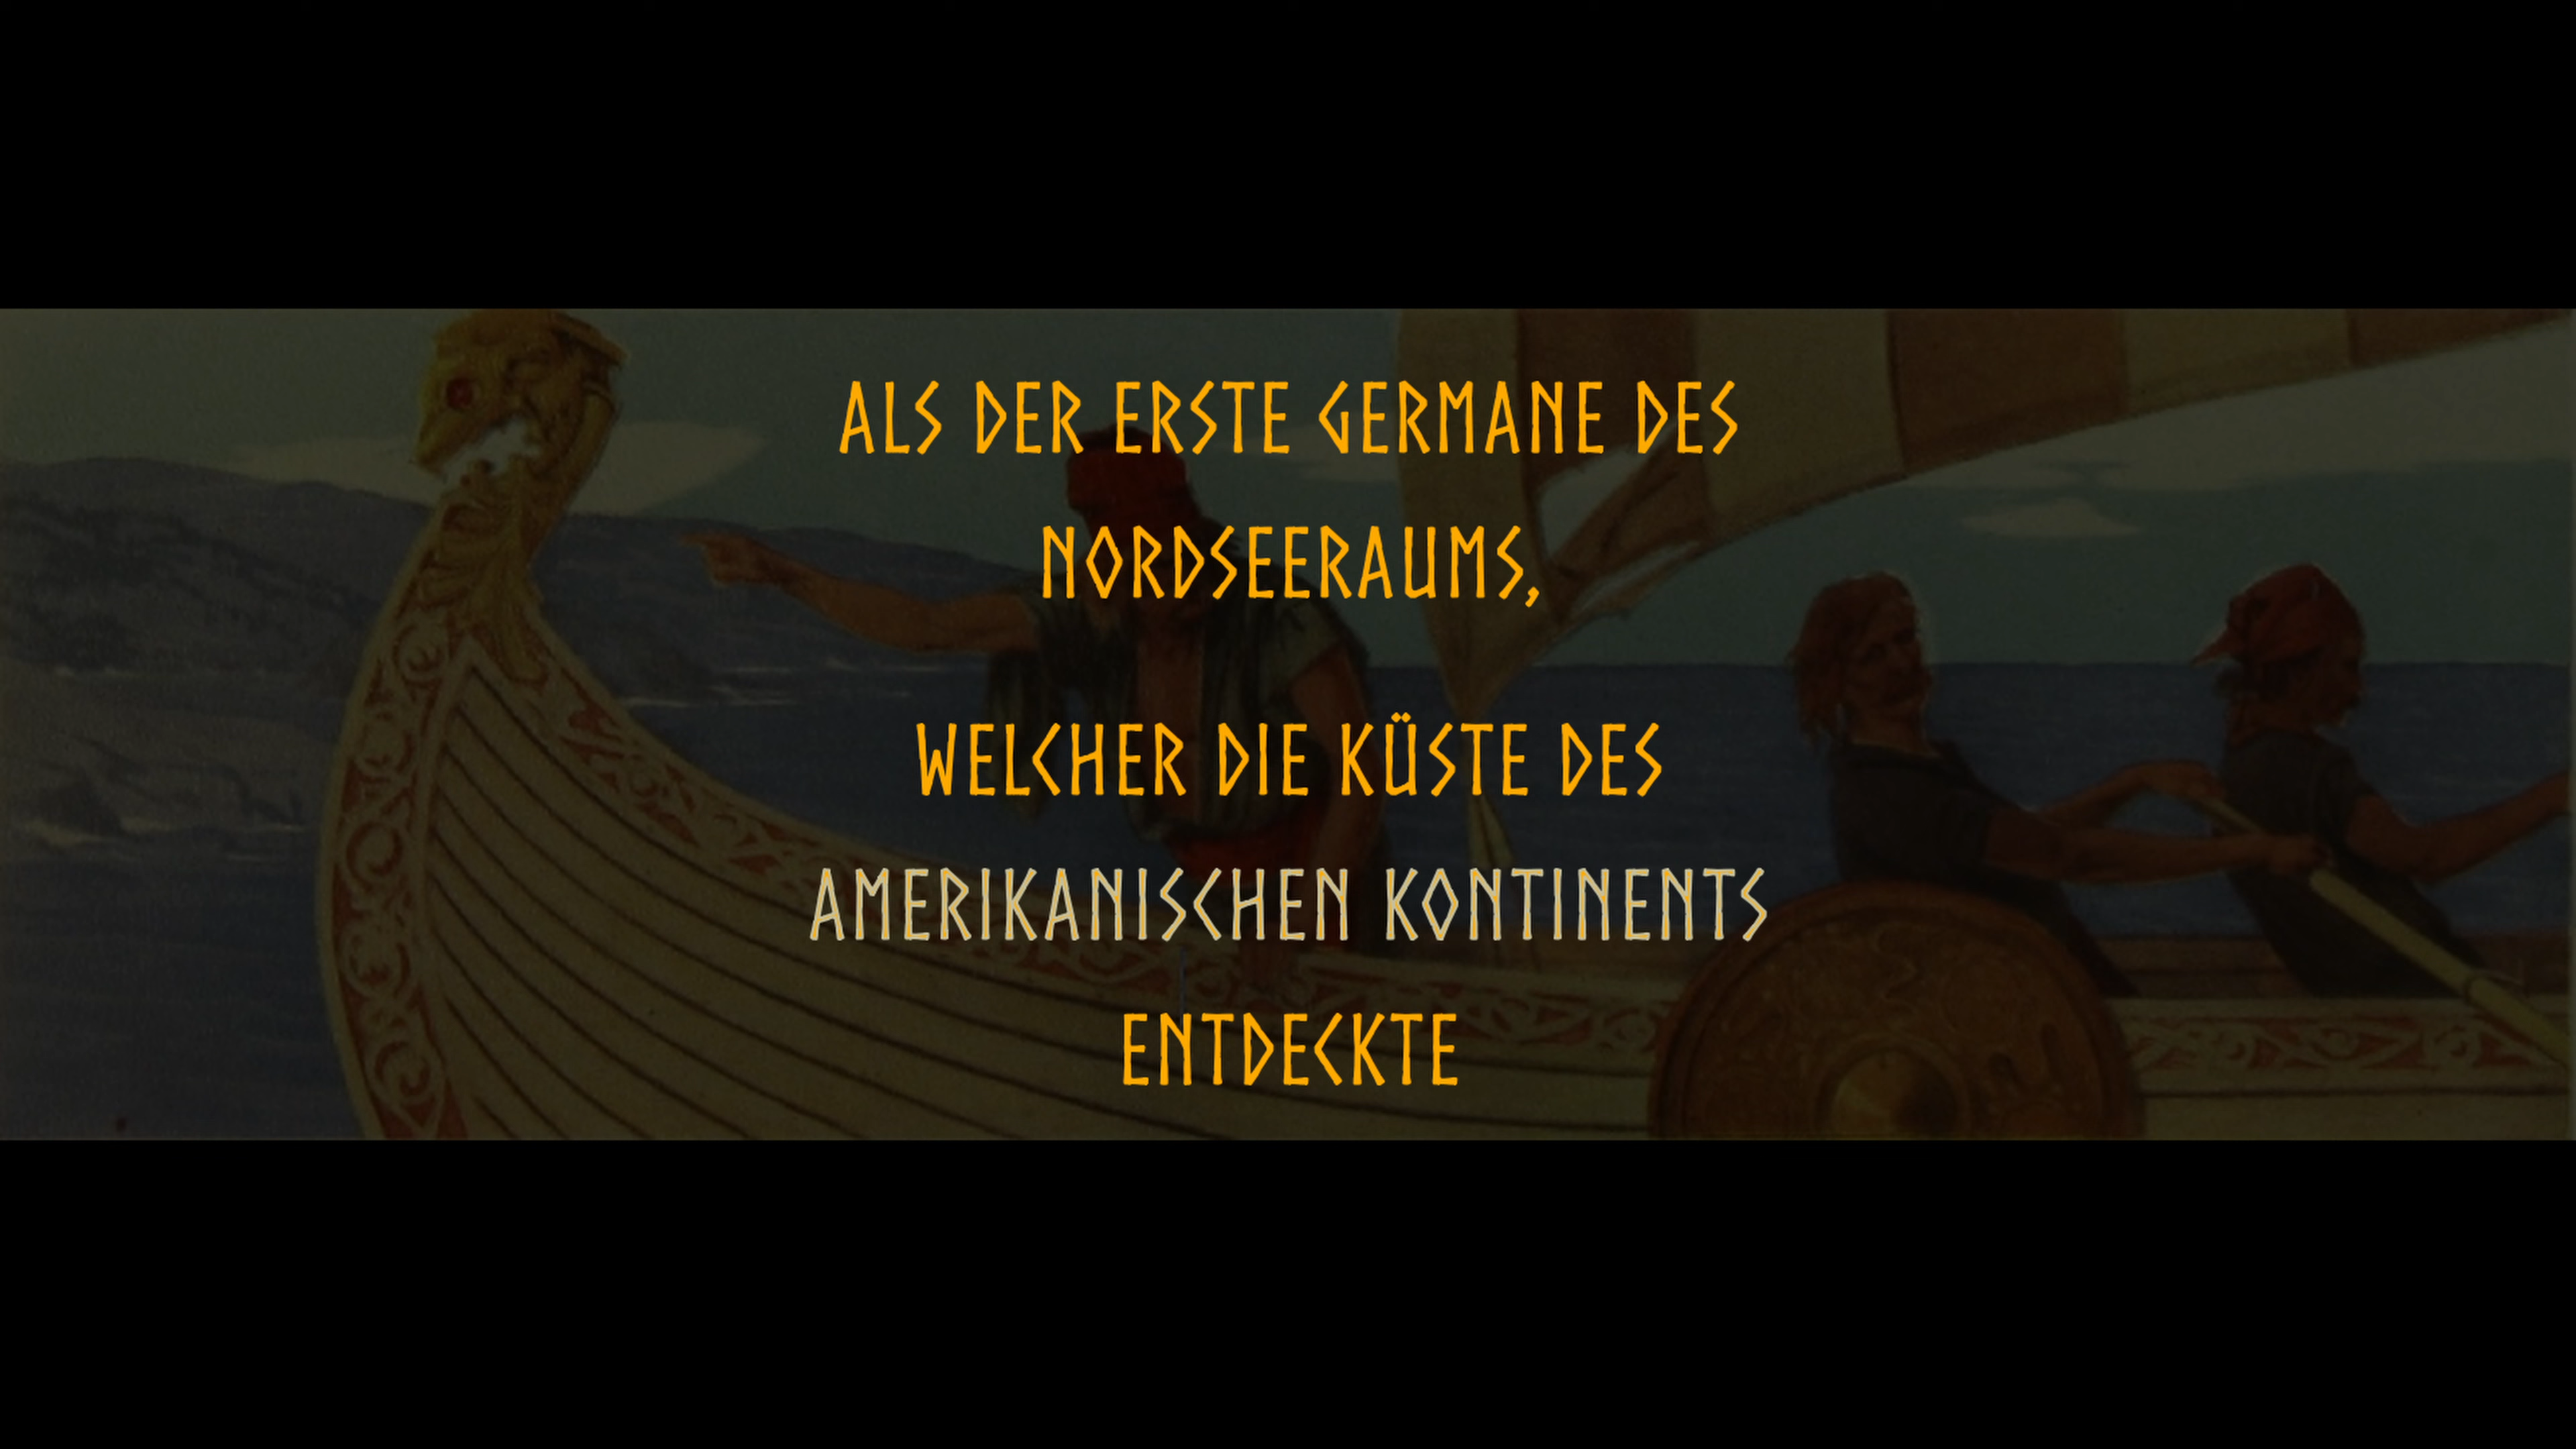 ALS DER ERSTE GERMANE DES
NORDSEERAUMS,
WELCHER DIE KÜSTE DES
AMERIKANISCHEN KONTINENTS
ENTDECKTE